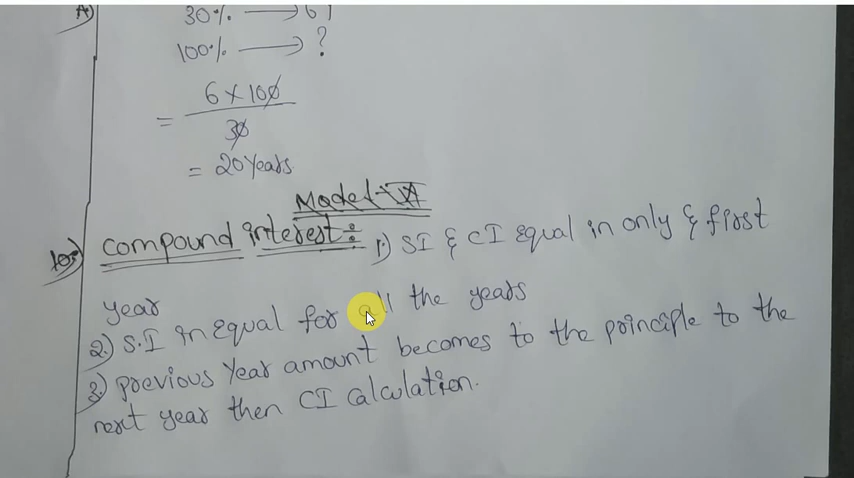 A)
30% → 6
100% → ?
= 6 × 100
30
= 20 Years
Model-VI
10) compound interest :- 1.) SI & CI Equal in only & first
year
2.) S.I in Equal for all the years
3.) previous Year amount becomes to the principle to the
next year then CI Calculation.